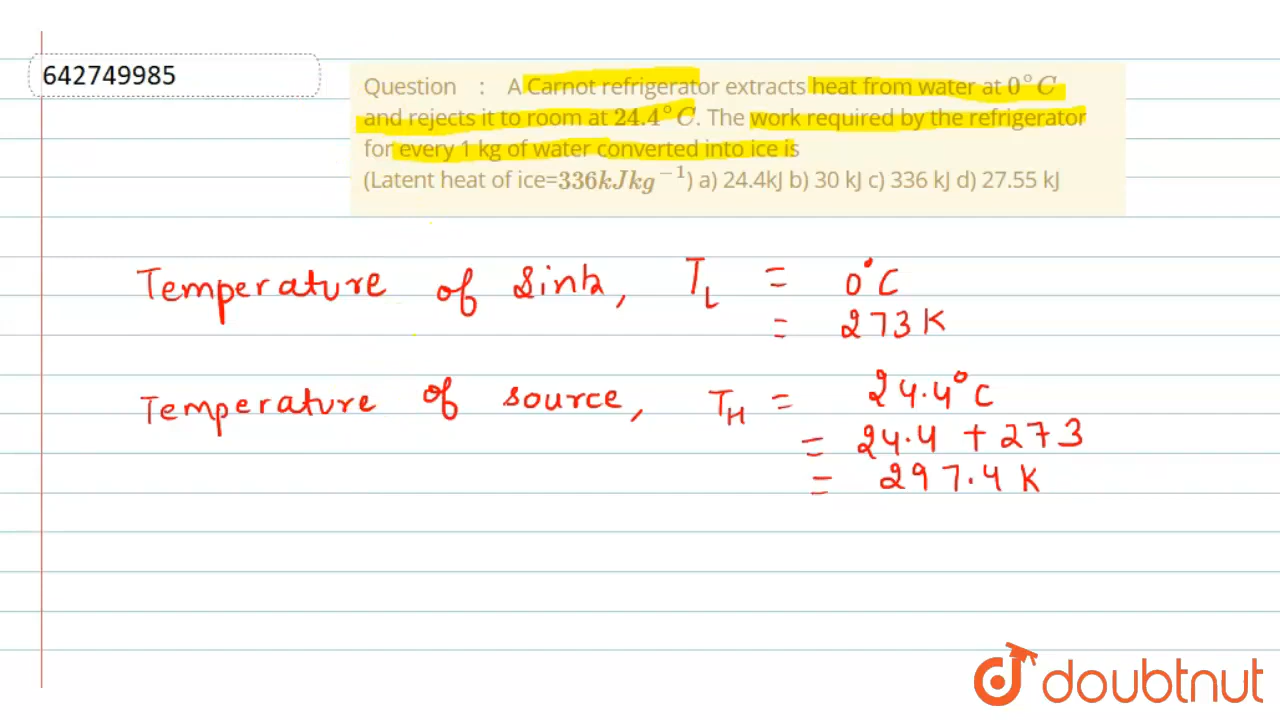 642749985
Question : A Carnot refrigerator extracts heat from water at 0°C
and rejects it to room at 24.4°C. The work required by the refrigerator
for every 1 kg of water converted into ice is
(Latent heat of ice=336kJkg⁻¹) a) 24.4kJ b) 30 kJ c) 336 kJ d) 27.55 kJ
Temperature of Sink, T_L = 0°C
= 273 K
Temperature of source, T_H = 24.4°C
= 24.4 + 273
= 297.4 K
doubtnut